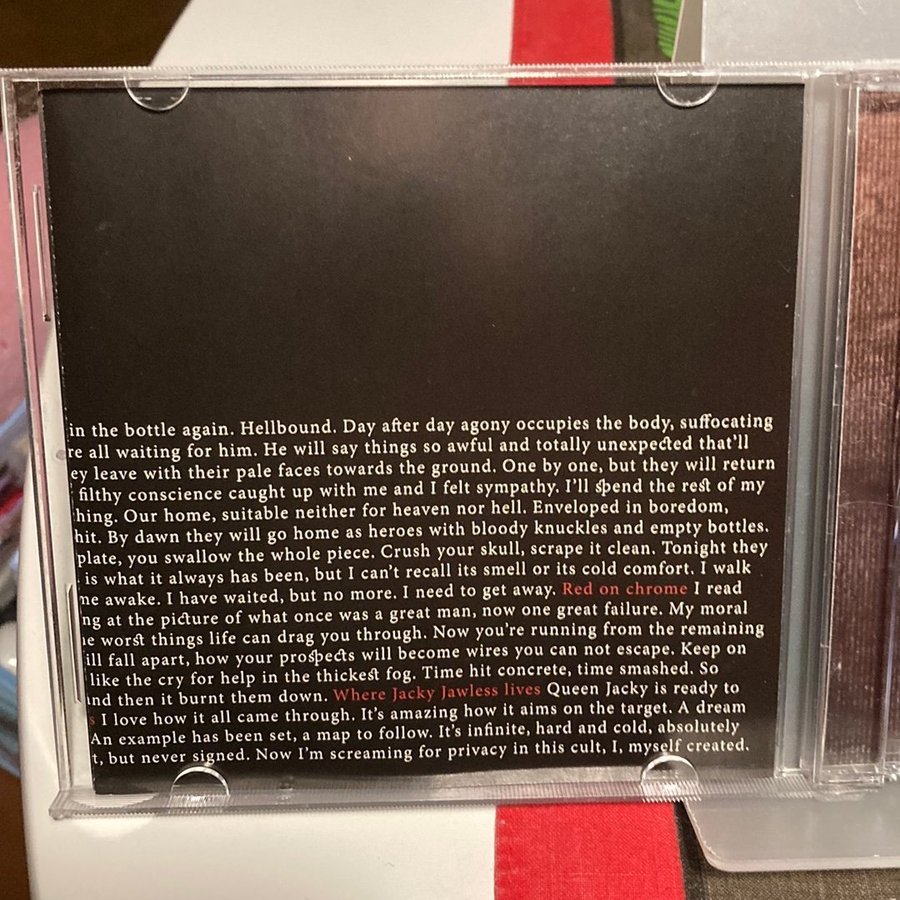 in the bottle again. Hellbound. Day after day agony occupies the body, suffocating
re all waiting for him. He will say things so awful and totally unexpected that'll
ey leave with their pale faces towards the ground. One by one, but they will return
filthy conscience caught up with me and I felt sympathy. I'll spend the rest of my
hing. Our home, suitable neither for heaven nor hell. Enveloped in boredom,
hit. By dawn they will go home as heroes with bloody knuckles and empty bottles.
plate, you swallow the whole piece. Crush your skull, scrape it clean. Tonight they
is what it always has been, but I can't recall its smell or its cold comfort. I walk
ne awake. I have waited, but no more. I need to get away. Red on chrome I read
ng at the picture of what once was a great man, now one great failure. My moral
e worst things life can drag you through. Now you're running from the remaining
ill fall apart, how your prospects will become wires you can not escape. Keep on
like the cry for help in the thickest fog. Time hit concrete, time smashed. So
nd then it burnt them down. Where Jacky Jawless lives Queen Jacky is ready to
s I love how it all came through. It's amazing how it aims on the target. A dream
An example has been set, a map to follow. It's infinite, hard and cold, absolutely
t, but never signed. Now I'm screaming for privacy in this cult, I, myself created.